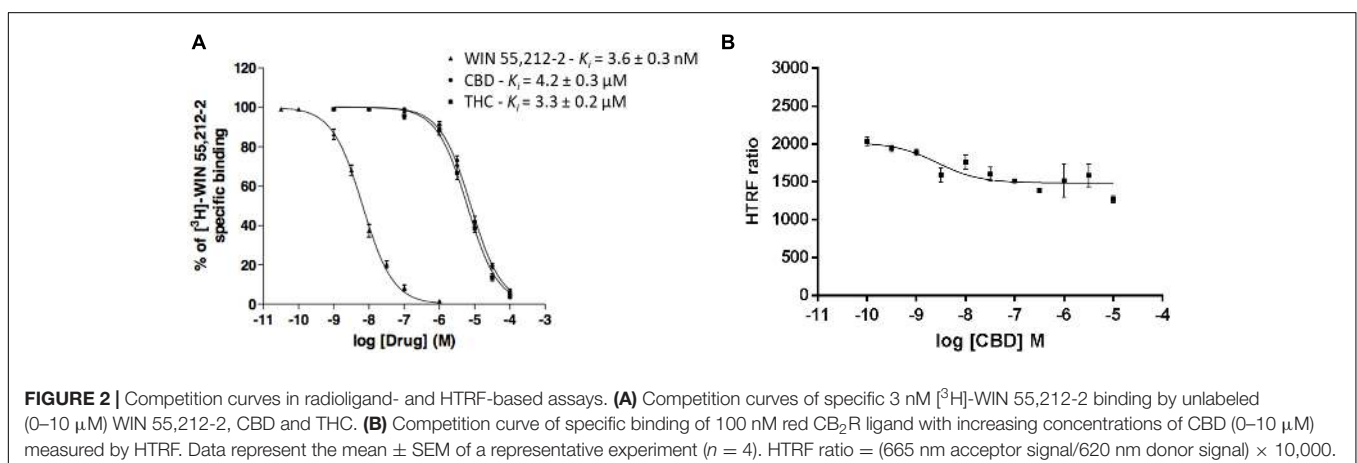 A
WIN 55,212-2 - Ki = 3.6 ± 0.3 nM
CBD - Ki = 4.2 ± 0.3 µM
THC - Ki = 3.3 ± 0.2 µM
% of [³H]-WIN 55,212-2
specific binding
120
100
80
60
40
20
0
-11 -10 -9 -8 -7 -6 -5 -4 -3
log [Drug] (M)
B
HTRF ratio
3000
2500
2000
1500
1000
500
0
-11 -10 -9 -8 -7 -6 -5 -4
log [CBD] M
FIGURE 2 | Competition curves in radioligand- and HTRF-based assays. (A) Competition curves of specific 3 nM [³H]-WIN 55,212-2 binding by unlabeled
(0–10 µM) WIN 55,212-2, CBD and THC. (B) Competition curve of specific binding of 100 nM red CB₂R ligand with increasing concentrations of CBD (0–10 µM)
measured by HTRF. Data represent the mean ± SEM of a representative experiment (n = 4). HTRF ratio = (665 nm acceptor signal/620 nm donor signal) × 10,000.